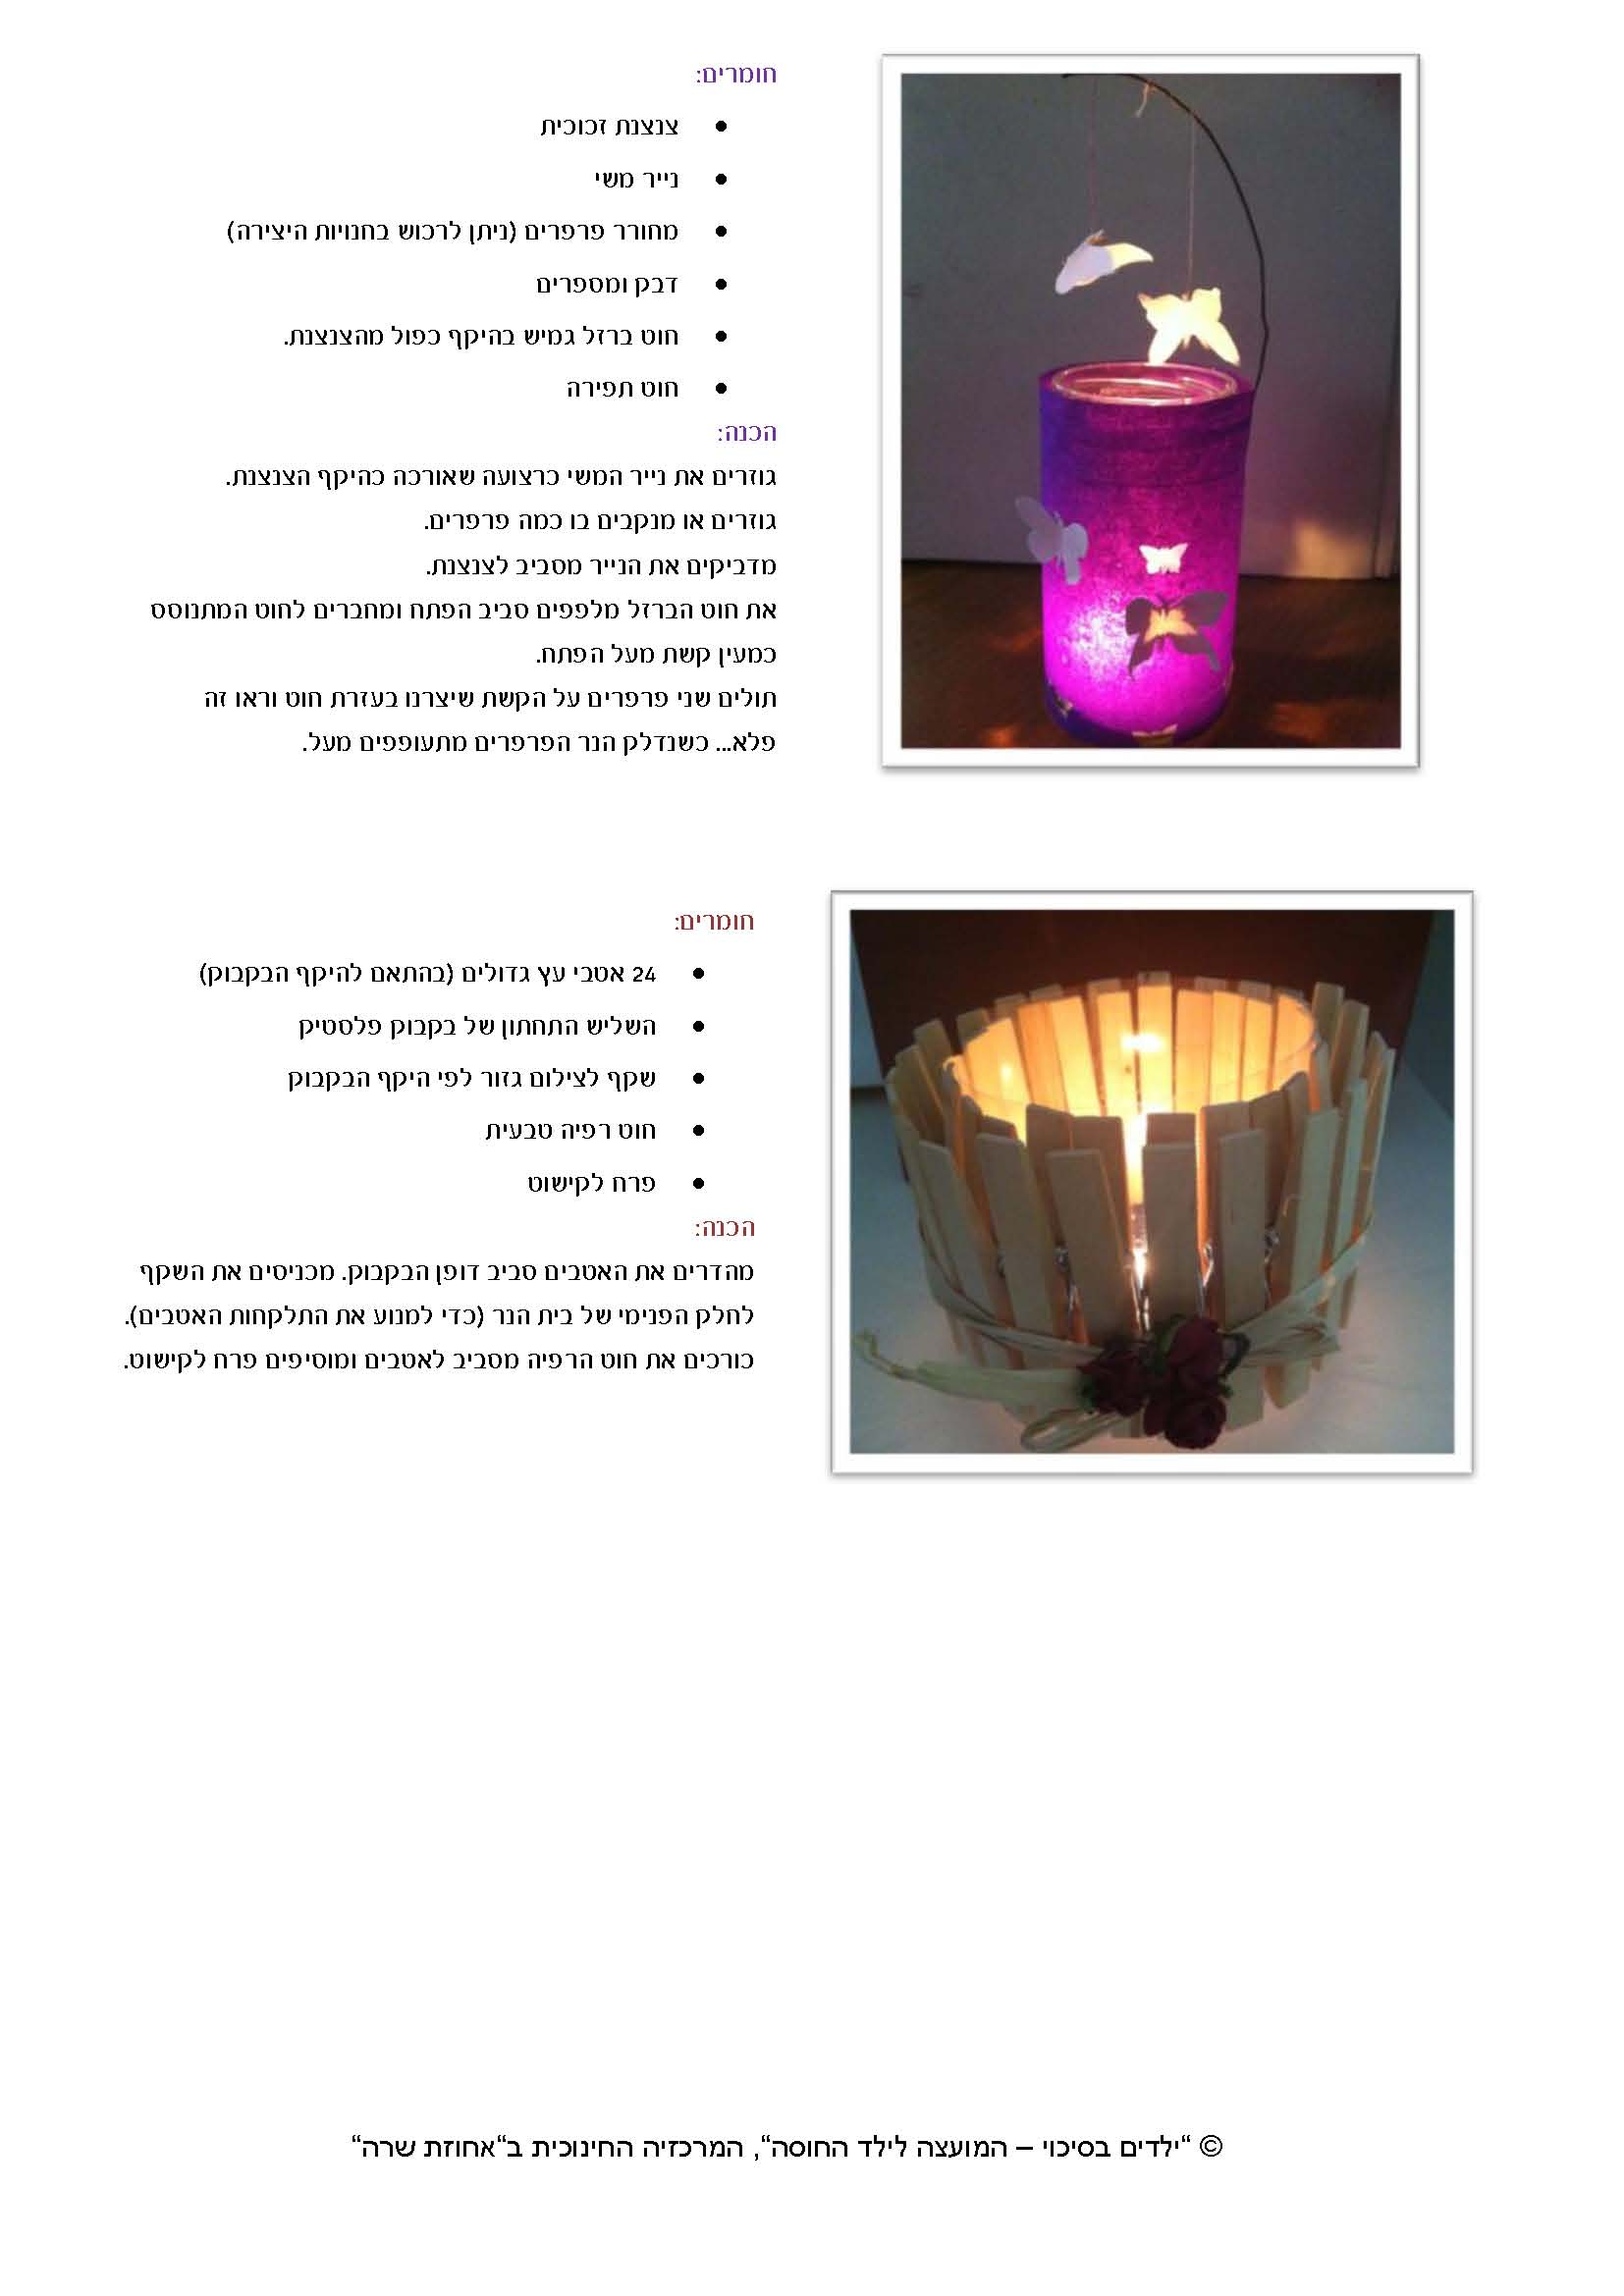 חומרים:
• צנצנת זכוכית
• נייר משי
• מחורר פרפרים (ניתן לרכוש בחנויות היצירה)
• דבק ומספרים
• חוט ברזל גמיש בהיקף כפול מהצנצנת.
• חוט תפירה
הכנה:
גוזרים את נייר המשי כרצועה שאורכה כהיקף הצנצנת.
גוזרים או מנקבים בו כמה פרפרים.
מדביקים את הנייר מסביב לצנצנת.
את חוט הברזל מלפפים סביב הפתח ומחברים לחוט המתנוסס
כמעין קשת מעל הפתח.
תולים שני פרפרים על הקשת שיצרנו בעזרת חוט וראו זה
פלא... כשנדלק הנר הפרפרים מתעופפים מעל.
חומרים:
• 24 אטבי עץ גדולים (בהתאם להיקף הבקבוק)
• השליש התחתון של בקבוק פלסטיק
• שקף לצילום גזור לפי היקף הבקבוק
• חוט רפיה טבעית
• פרח לקישוט
הכנה:
מהדרים את האטבים סביב דופן הבקבוק. מכניסים את השקף
לחלק הפנימי של בית הנר (כדי למנוע את התלקחות האטבים).
כורכים את חוט הרפיה מסביב לאטבים ומוסיפים פרח לקישוט.
© "ילדים בסיכוי – המועצה לילד החוסה", המרכזיה החינוכית ב"אחוזת שרה"